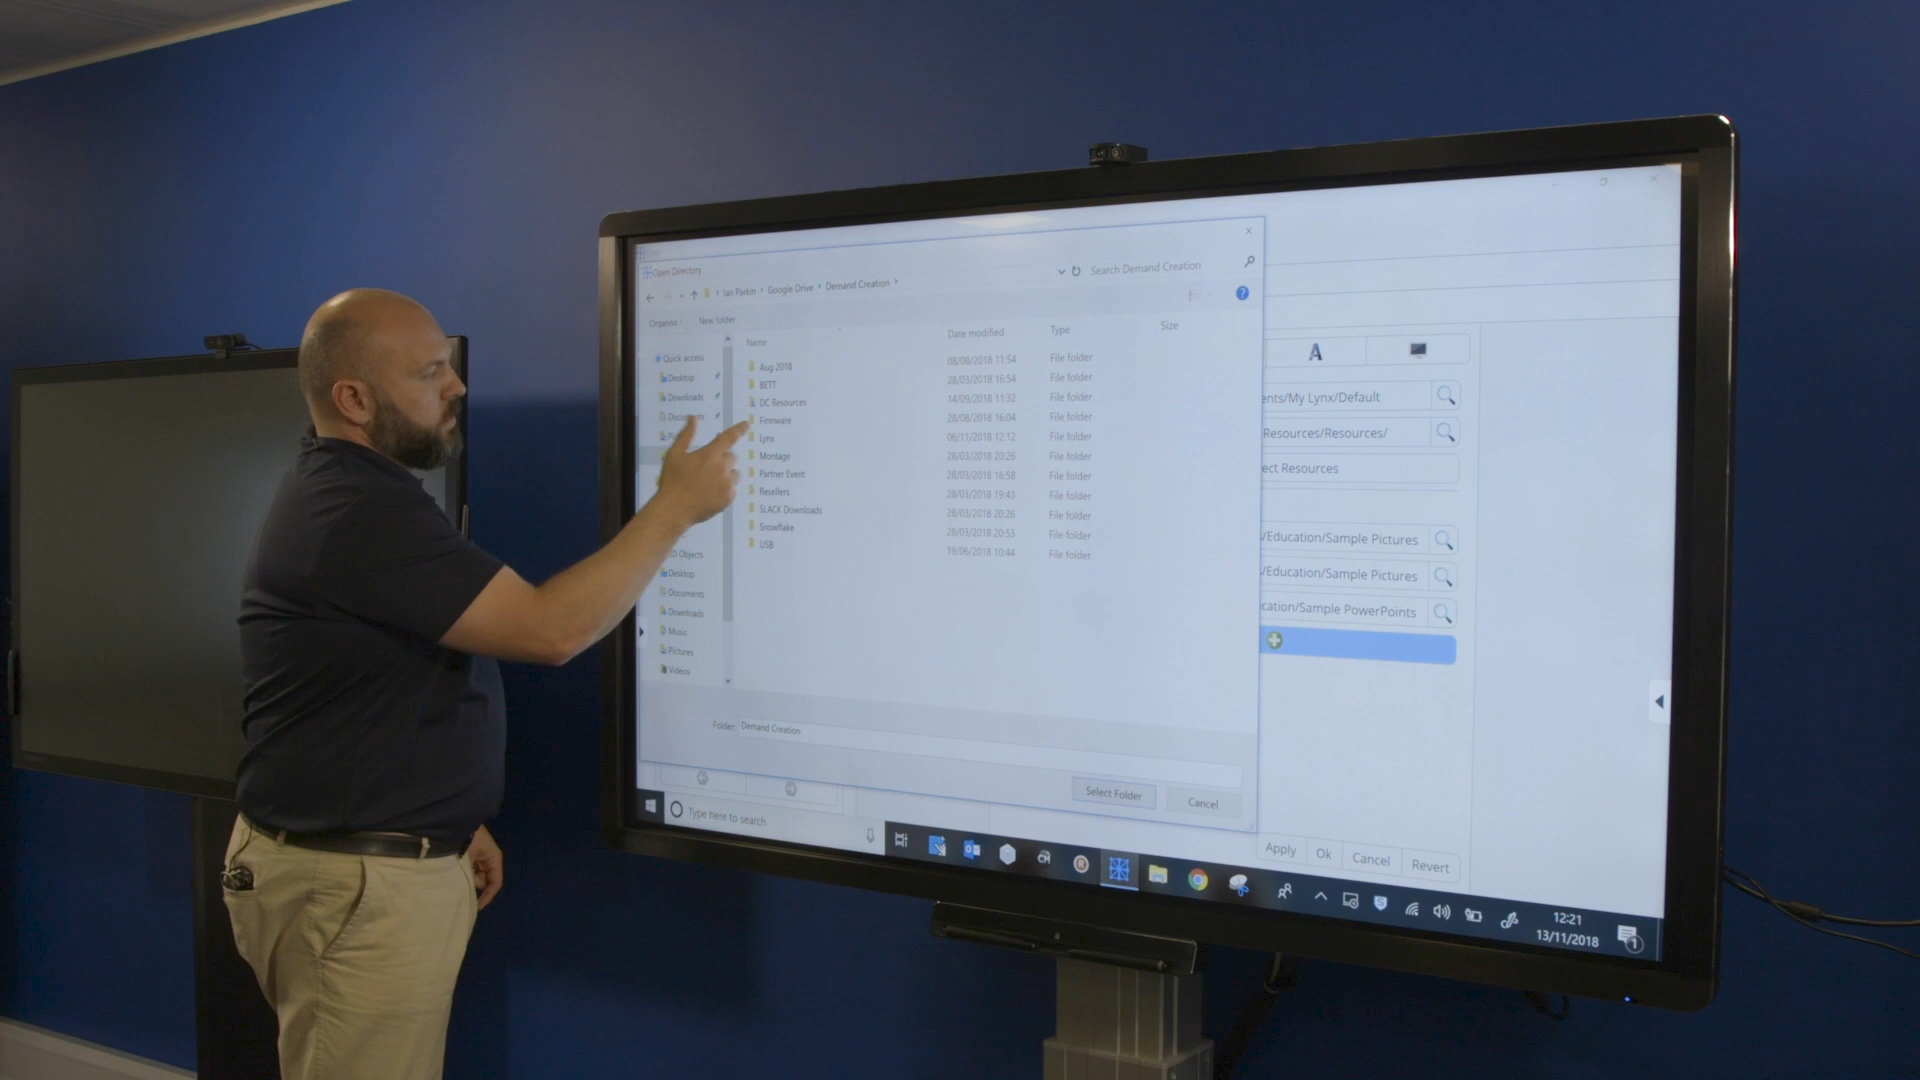 Open Directory
Ian Parkin > Google Drive > Demand Creation >
Search Demand Creation
Organise
New folder
Name
Date modified
Type
Size
Aug 2018 08/08/2018 11:54 File folder
BETT 28/03/2018 16:54 File folder
DC Resources 14/09/2018 11:32 File folder
Firmware 28/08/2018 16:04 File folder
Lynx 06/11/2018 12:12 File folder
Montage 28/03/2018 20:26 File folder
Partner Event 28/03/2018 16:58 File folder
Resellers 28/03/2018 19:43 File folder
SLACK Downloads 28/03/2018 20:26 File folder
Snowflake 28/03/2018 20:53 File folder
USB 19/06/2018 10:44 File folder
Quick access
Desktop
Downloads
Documents
D Objects
Desktop
Documents
Downloads
Music
Pictures
Videos
Folder: Demand Creation
Select Folder
Cancel
A
ents/My Lynx/Default
Resources/Resources/
ect Resources
/Education/Sample Pictures
/Education/Sample Pictures
cation/Sample PowerPoints
Apply
Ok
Cancel
Revert
Type here to search
CM
12:21
13/11/2018
1